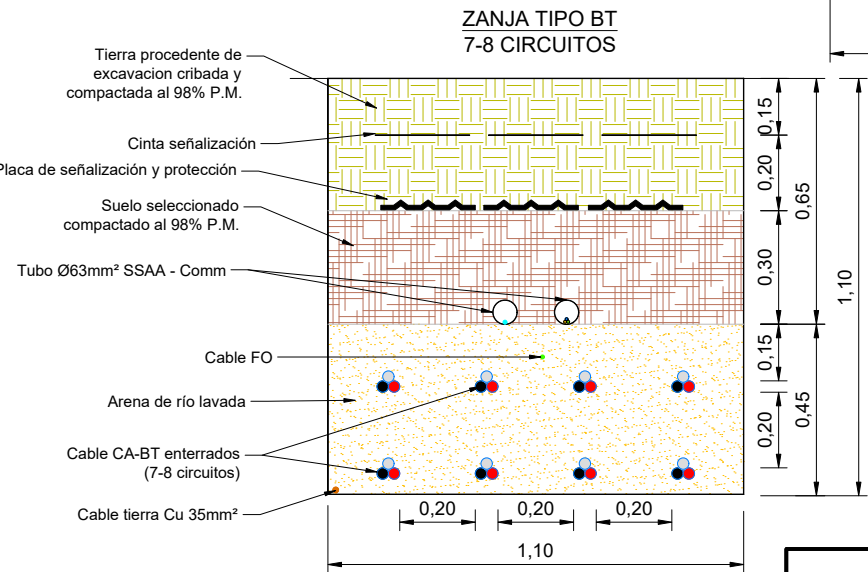 ZANJA TIPO BT
7-8 CIRCUITOS
Tierra procedente de
excavacion cribada y
compactada al 98% P.M.
Cinta señalización
Placa de señalización y protección
Suelo seleccionado
compactado al 98% P.M.
Tubo Ø63mm² SSAA - Comm
Cable FO
Arena de río lavada
Cable CA-BT enterrados
(7-8 circuitos)
Cable tierra Cu 35mm²
0,15
0,20
0,30
0,15
0,20
0,65
0,45
1,10
0,20
0,20
0,20
1,10